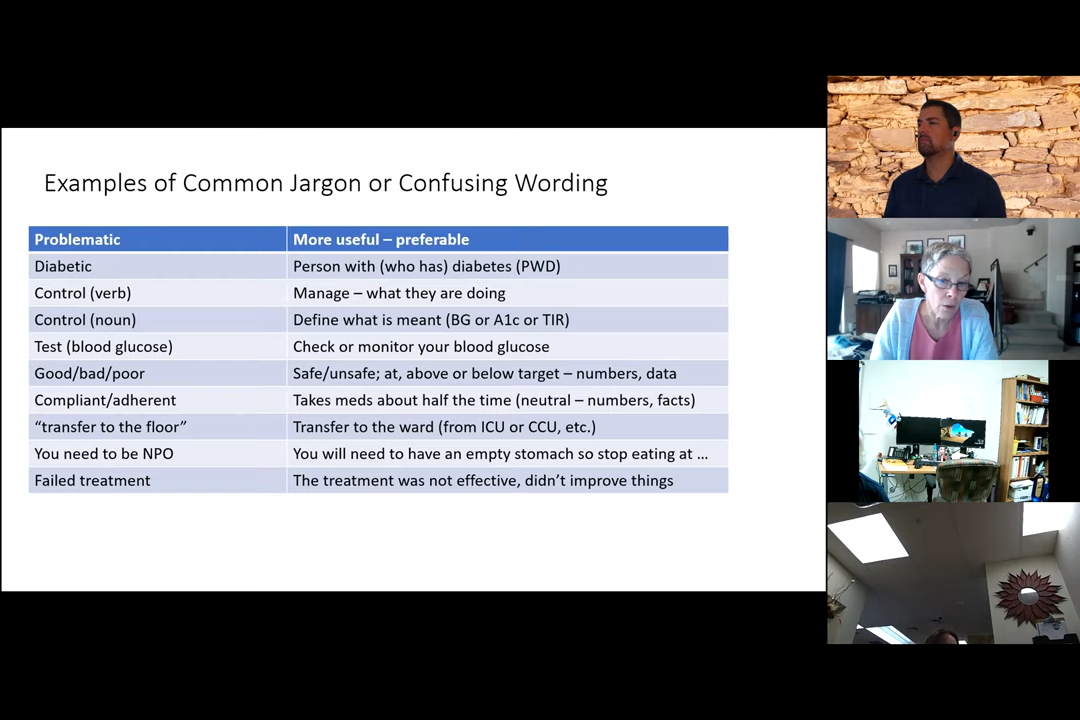 Examples of Common Jargon or Confusing Wording
Problematic More useful – preferable
Diabetic Person with (who has) diabetes (PWD)
Control (verb) Manage – what they are doing
Control (noun) Define what is meant (BG or A1c or TIR)
Test (blood glucose) Check or monitor your blood glucose
Good/bad/poor Safe/unsafe; at, above or below target – numbers, data
Compliant/adherent Takes meds about half the time (neutral – numbers, facts)
“transfer to the floor” Transfer to the ward (from ICU or CCU, etc.)
You need to be NPO You will need to have an empty stomach so stop eating at …
Failed treatment The treatment was not effective, didn’t improve things